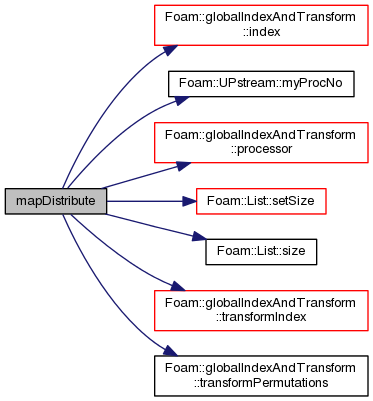 Foam::globalIndexAndTransform
::index
Foam::UPstream::myProcNo
Foam::globalIndexAndTransform
::processor
mapDistribute
Foam::List::setSize
Foam::List::size
Foam::globalIndexAndTransform
::transformIndex
Foam::globalIndexAndTransform
::transformPermutations